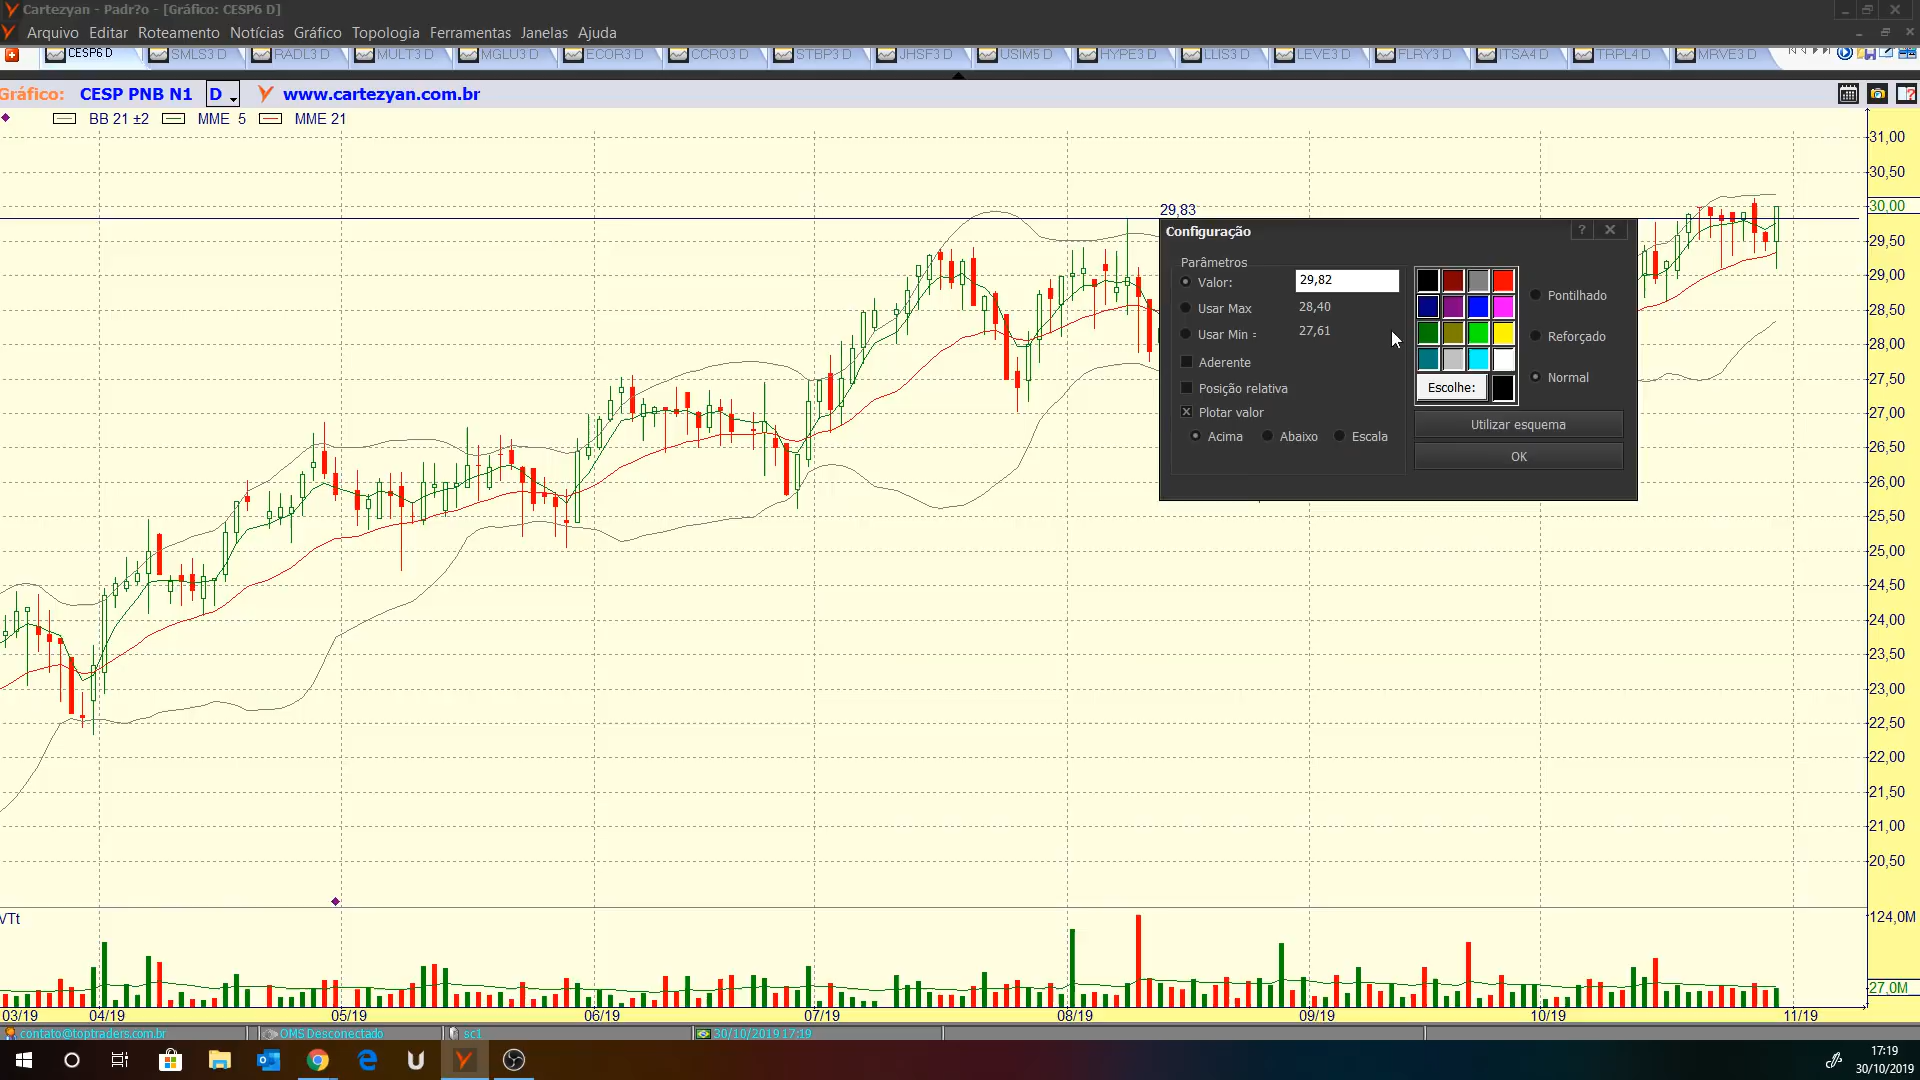 Cartezyan - Padr?o - [Gráfico: CESP6 D]
Arquivo Editar Roteamento Notícias Gráfico Topologia Ferramentas Janelas Ajuda
CESP6 D SMLS3 D RADL3 D MULT3 D MGLU3 D ECOR3 D CCRO3 D STBP3 D JHSF3 D USIM5 D HYPE3 D LLIS3 D LEVE3 D FLRY3 D ITSA4 D TRPL4 D MRVE3 D
Gráfico: CESP PNB N1 D www.cartezyan.com.br
BB 21 ±2 MME 5 MME 21
31,00
30,50
30,00
29,50
29,00
28,50
28,00
27,50
27,00
26,50
26,00
25,50
25,00
24,50
24,00
23,50
23,00
22,50
22,00
21,50
21,00
20,50
29,83
Configuração ?
Parâmetros
Valor: 29,82
Usar Max 28,40
Usar Min = 27,61
Aderente
Posição relativa
Plotar valor
Acima Abaixo Escala
Escolhe:
Pontilhado
Reforçado
Normal
Utilizar esquema
OK
VTt
124,0M
27,0M
03/19 04/19 05/19 06/19 07/19 08/19 09/19 10/19 11/19
contato@toptraders.com.br OMS Desconectado sc1 30/10/2019 17:19
17:19
30/10/2019